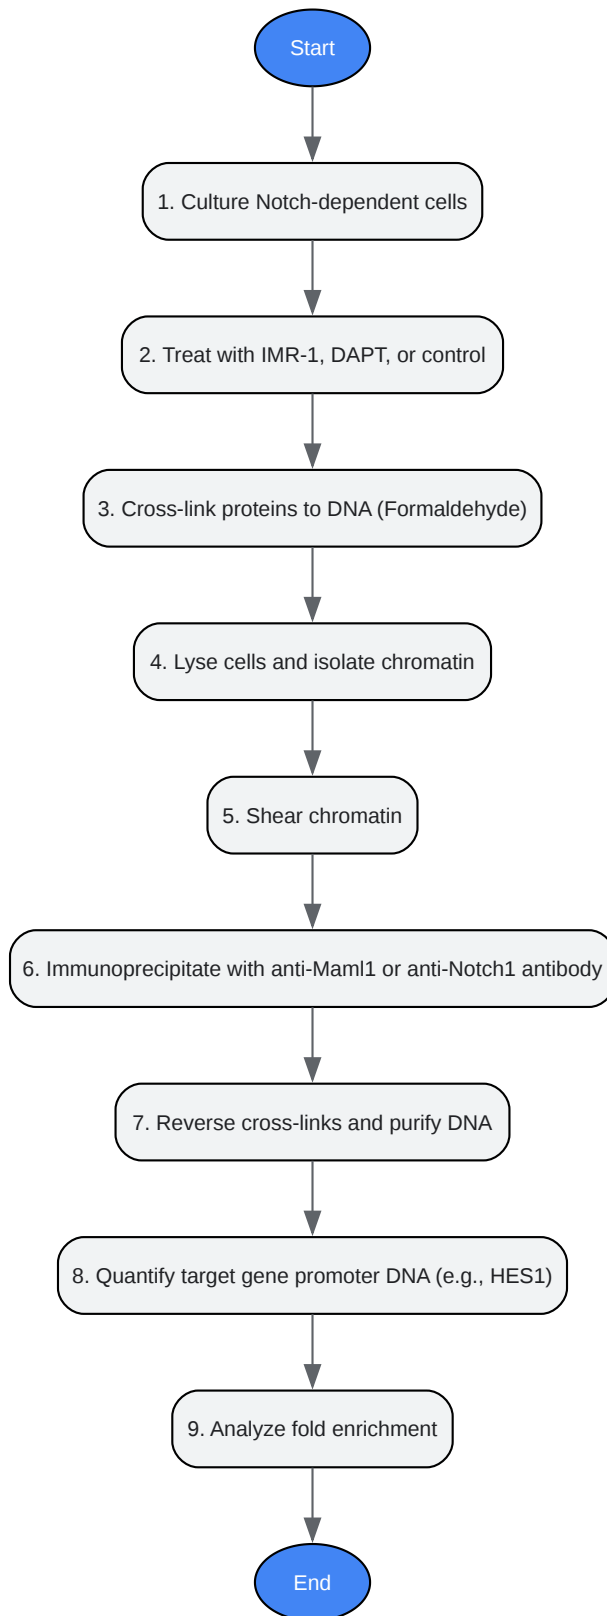 Start
1. Culture Notch-dependent cells
2. Treat with IMR-1, DAPT, or control
3. Cross-link proteins to DNA (Formaldehyde)
4. Lyse cells and isolate chromatin
5. Shear chromatin
6. Immunoprecipitate with anti-Maml1 or anti-Notch1 antibody
7. Reverse cross-links and purify DNA
8. Quantify target gene promoter DNA (e.g., HES1)
9. Analyze fold enrichment
End